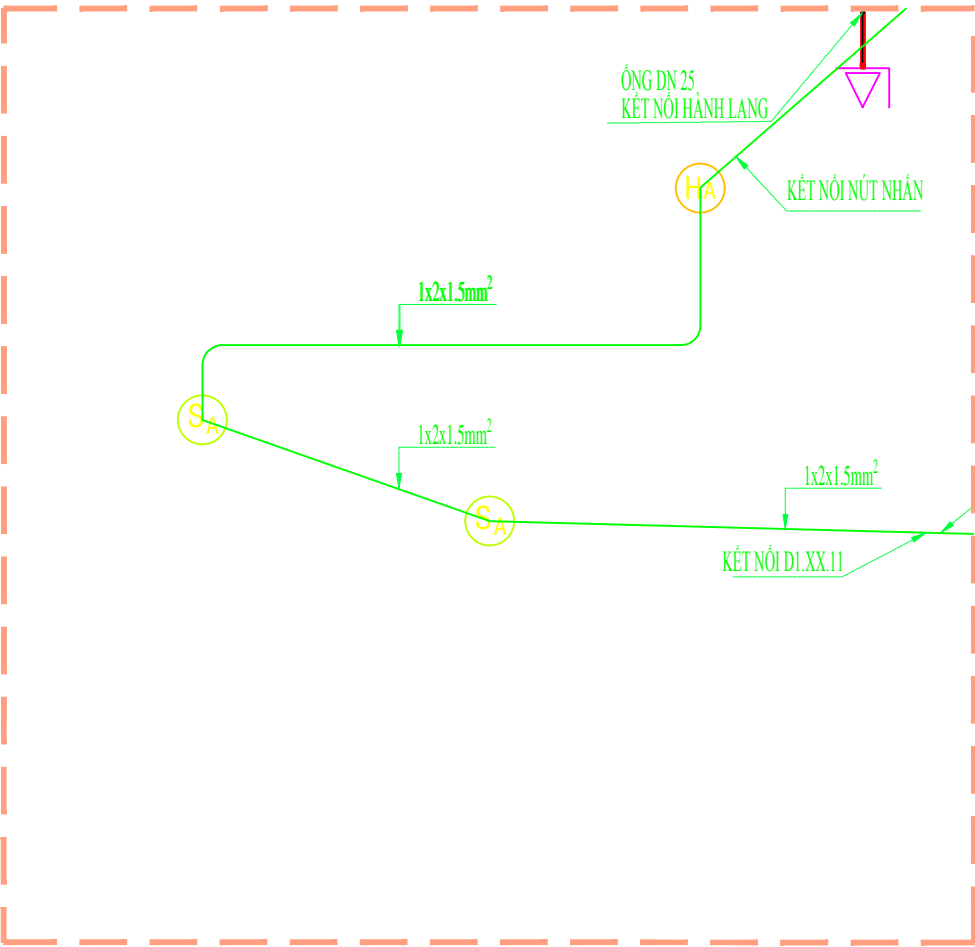 ỐNG DN 25
KẾT NỐI HÀNH LANG
HA
KẾT NỐI NÚT NHẤN
1x2x1.5mm²
SA
1x2x1.5mm²
1x2x1.5mm²
SA
KẾT NỐI D1.XX.11